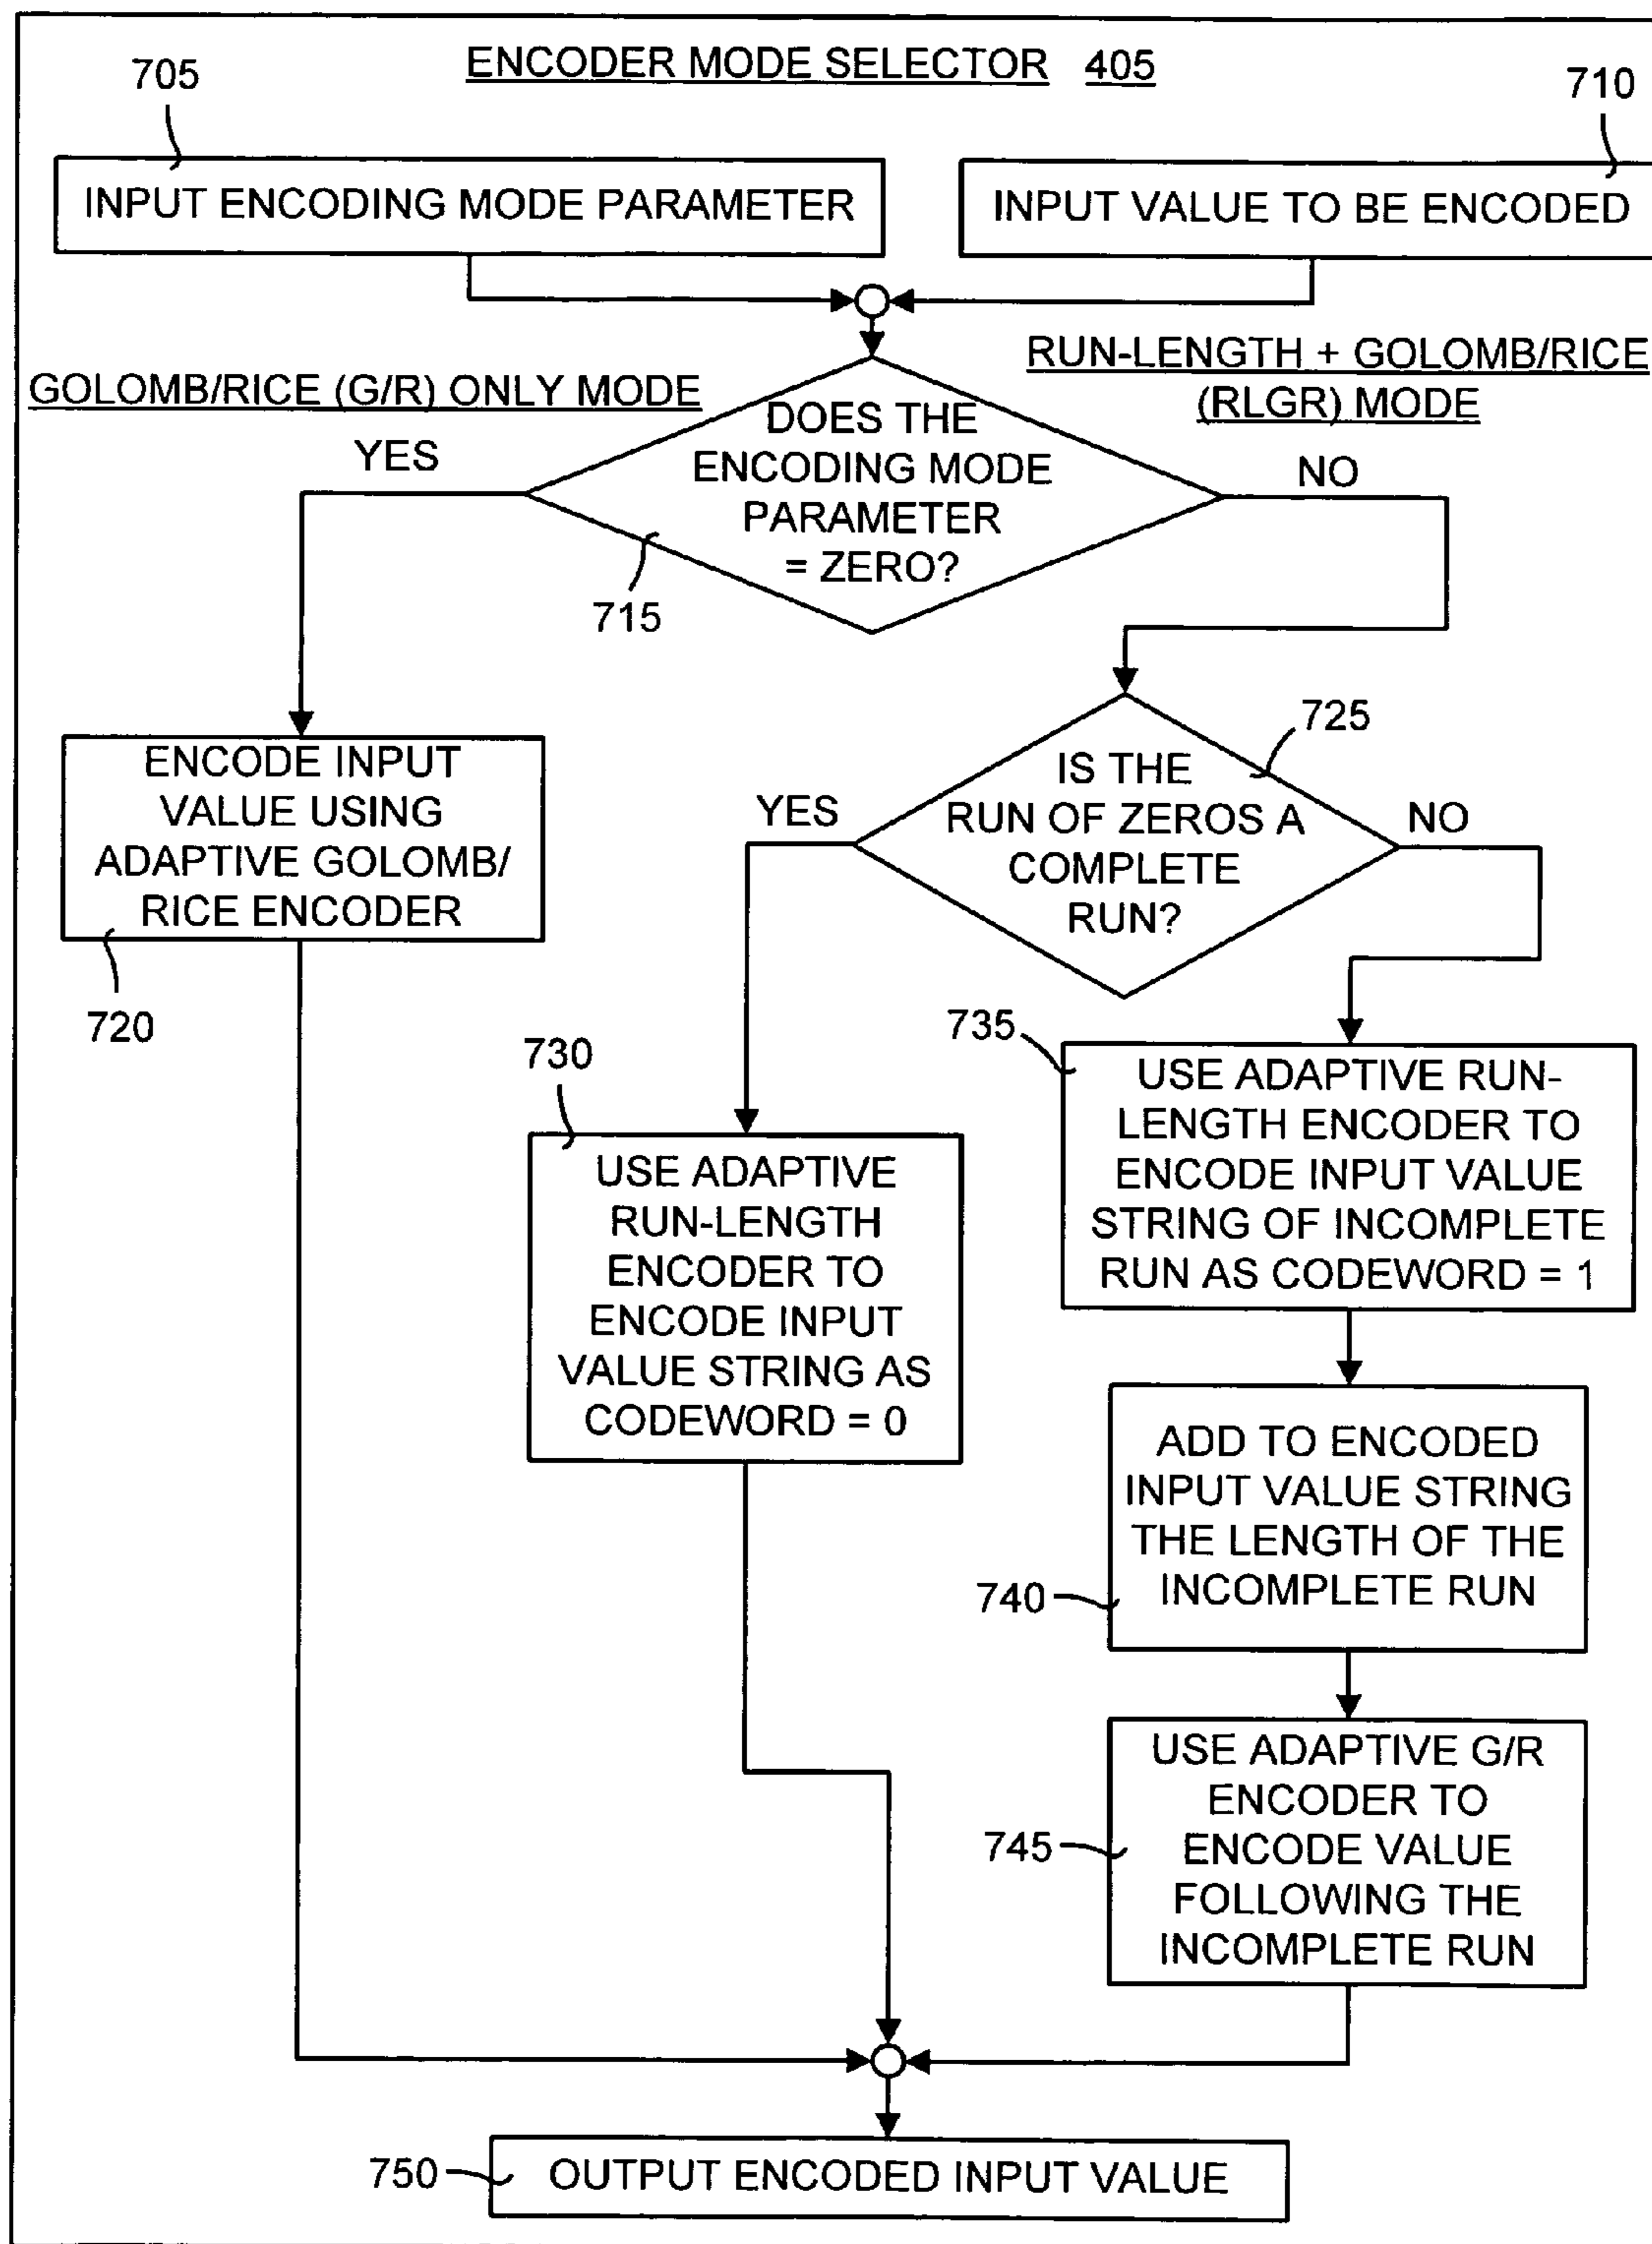 ENCODER MODE SELECTOR 405
705
710
INPUT ENCODING MODE PARAMETER
INPUT VALUE TO BE ENCODED
GOLOMB/RICE (G/R) ONLY MODE
RUN-LENGTH + GOLOMB/RICE
(RLGR) MODE
YES
DOES THE
ENCODING MODE
PARAMETER
= ZERO?
NO
715
725
ENCODE INPUT
VALUE USING
ADAPTIVE GOLOMB/
RICE ENCODER
720
YES
IS THE
RUN OF ZEROS A
COMPLETE
RUN?
NO
730
USE ADAPTIVE
RUN-LENGTH
ENCODER TO
ENCODE INPUT
VALUE STRING AS
CODEWORD = 0
735
USE ADAPTIVE RUN-
LENGTH ENCODER TO
ENCODE INPUT VALUE
STRING OF INCOMPLETE
RUN AS CODEWORD = 1
740
ADD TO ENCODED
INPUT VALUE STRING
THE LENGTH OF THE
INCOMPLETE RUN
745
USE ADAPTIVE G/R
ENCODER TO
ENCODE VALUE
FOLLOWING THE
INCOMPLETE RUN
750
OUTPUT ENCODED INPUT VALUE